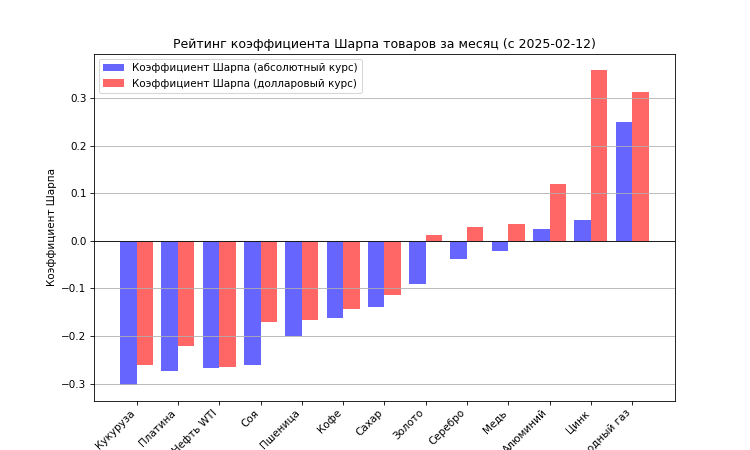 Рейтинг коэффициента Шарпа товаров за месяц (с 2025-02-12)
Коэффициент Шарпа (абсолютный курс)
Коэффициент Шарпа (долларовый курс)
Коэффициент Шарпа
0.3
0.2
0.1
0.0
−0.1
−0.2
−0.3
Кукуруза
Платина
Нефть WTI
Соя
Пшеница
Кофе
Сахар
Золото
Серебро
Медь
Алюминий
Цинк
газ